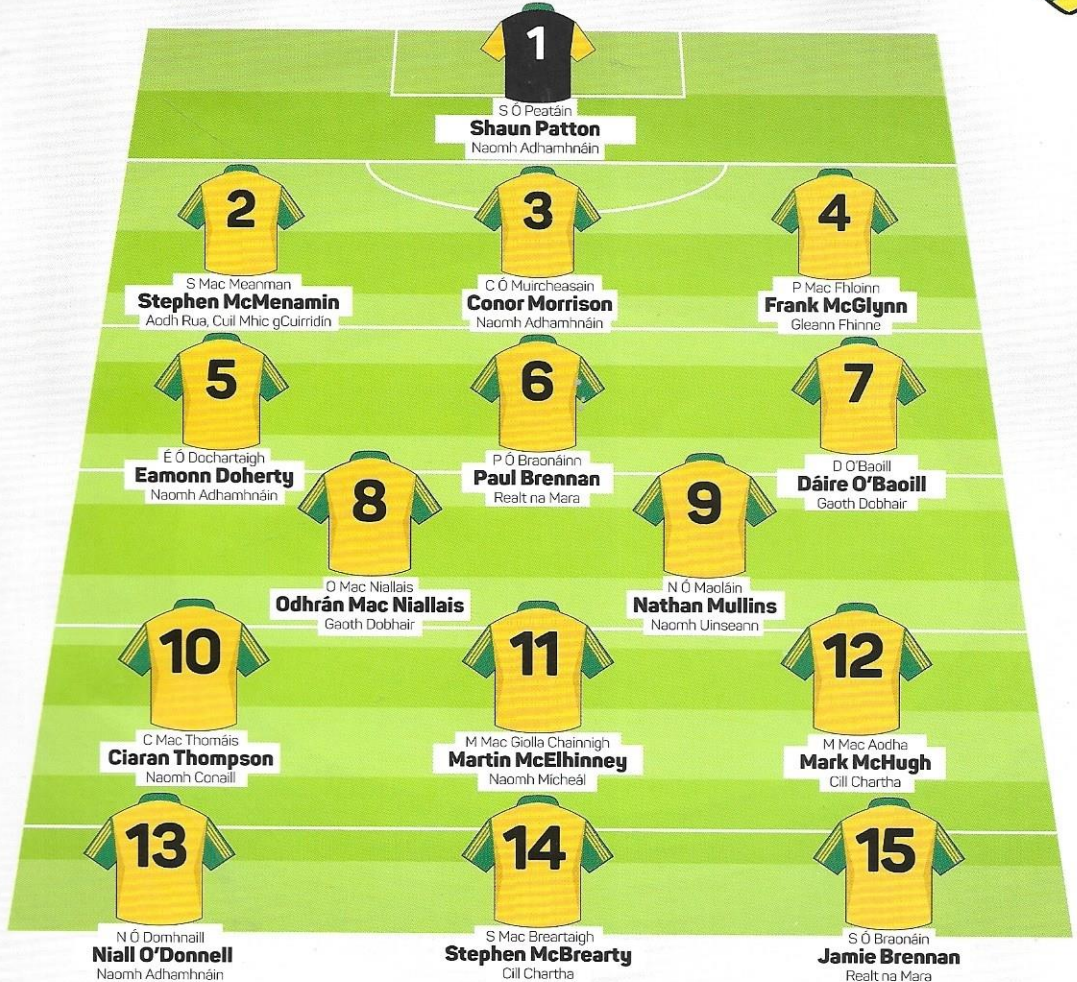 1
S Ó Peatáin
Shaun Patton
Naomh Adhamhnáin
2
S Mac Meanman
Stephen McMenamin
Aodh Rua, Cuil Mhic gCuirridín
3
C Ó Muircheasain
Conor Morrison
Naomh Adhamhnáin
4
P Mac Fhloinn
Frank McGlynn
Gleann Fhinne
5
É Ó Dochartaigh
Eamonn Doherty
Naomh Adhamhnáin
6
P Ó Braonáinn
Paul Brennan
Realt na Mara
7
D O'Baoill
Dáire O'Baoill
Gaoth Dobhair
8
O Mac Niallais
Odhrán Mac Niallais
Gaoth Dobhair
9
N Ó Maoláin
Nathan Mullins
Naomh Uinseann
10
C Mac Thomáis
Ciaran Thompson
Naomh Conaill
11
M Mac Giolla Chainnigh
Martin McElhinney
Naomh Micheál
12
M Mac Aodha
Mark McHugh
Cill Chartha
13
N Ó Domhnaill
Niall O'Donnell
Naomh Adhamhnáin
14
S Mac Breartaigh
Stephen McBrearty
Cill Chartha
15
S Ó Braonáin
Jamie Brennan
Realt na Mara